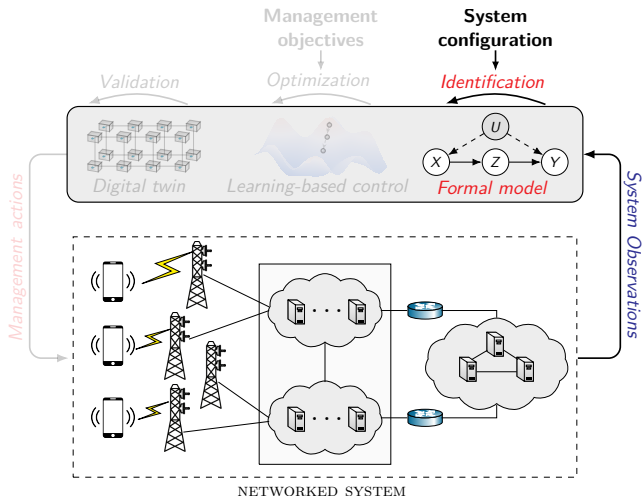 Management
objectives
System
configuration
Validation
Optimization
Identification
U
X
Z
Y
Digital twin
Learning-based control
Formal model
Management actions
System Observations
NETWORKED SYSTEM